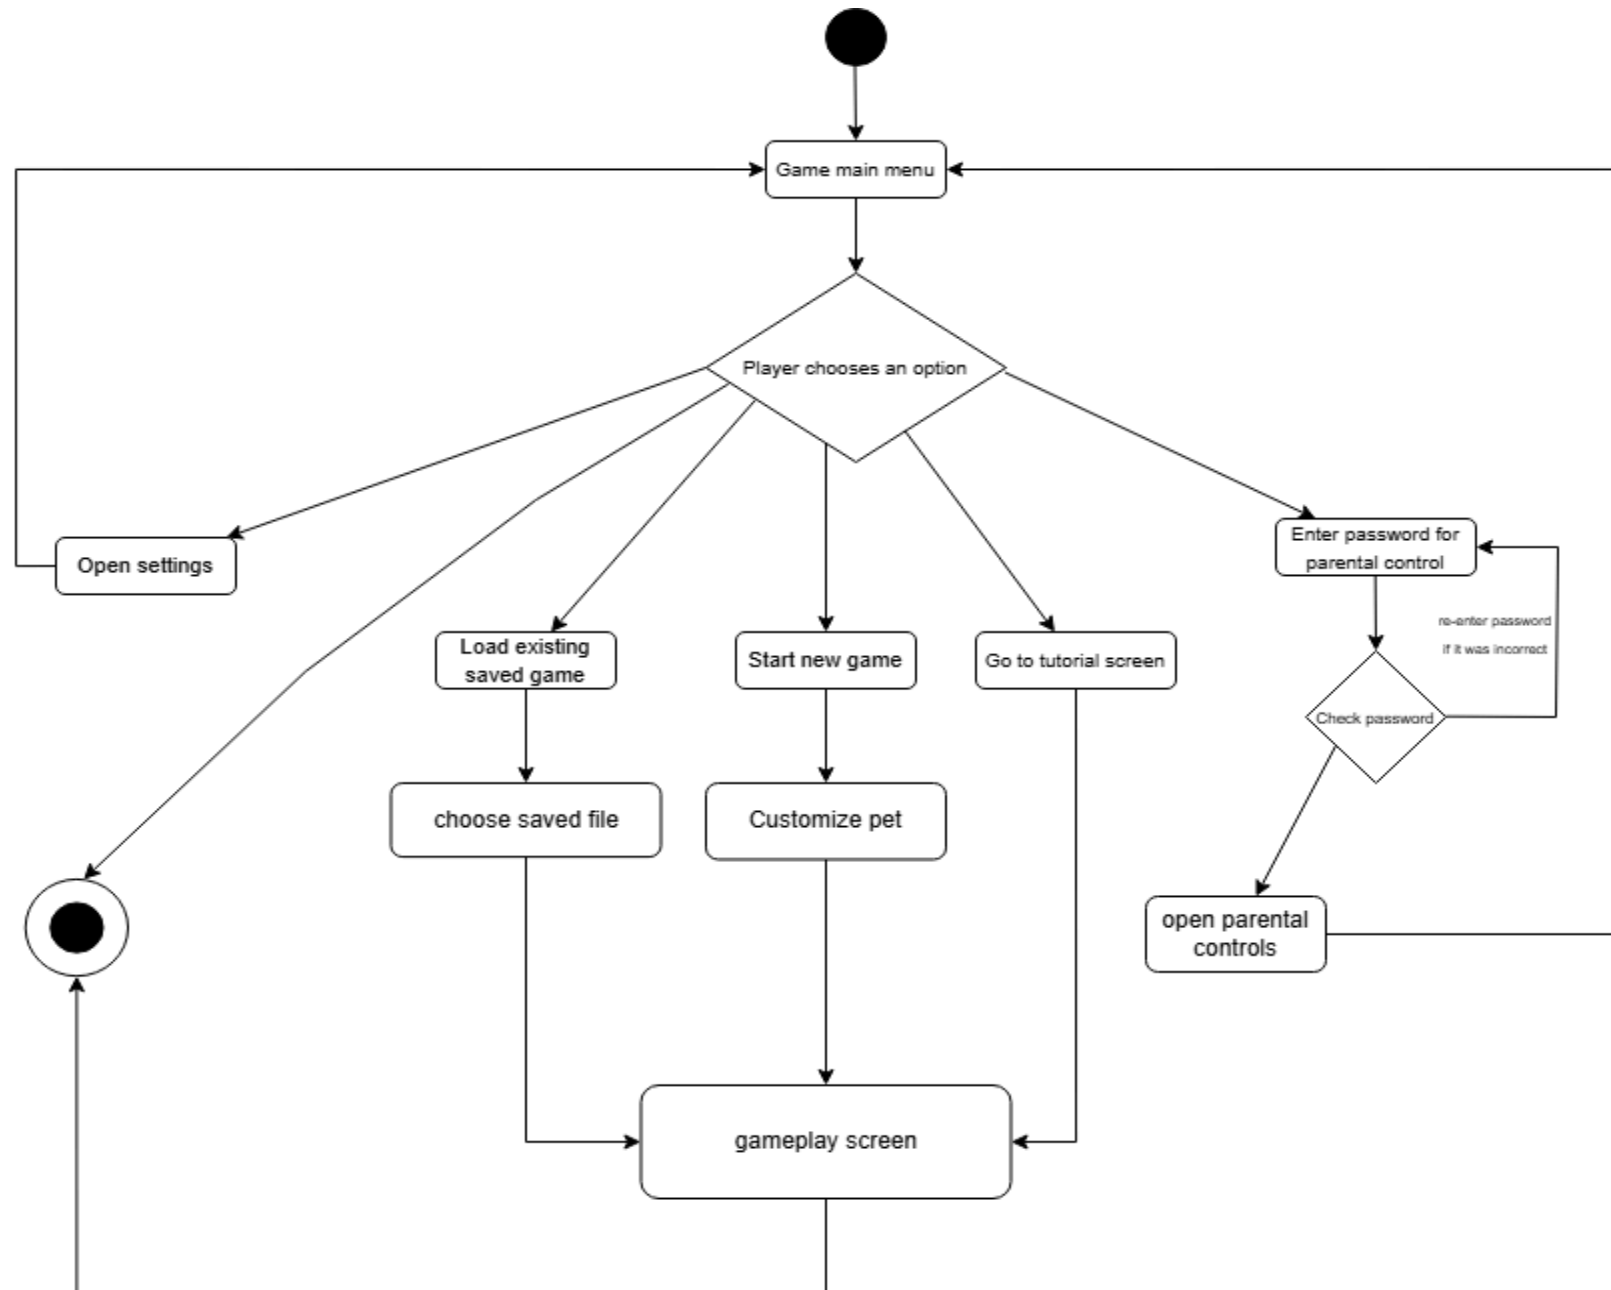 Game main menu
Player chooses an option
Enter password for
parental control
Open settings
re-enter password
if it was incorrect
Load existing
saved game
Start new game
Go to tutorial screen
Check password
choose saved file
Customize pet
open parental
controls
gameplay screen